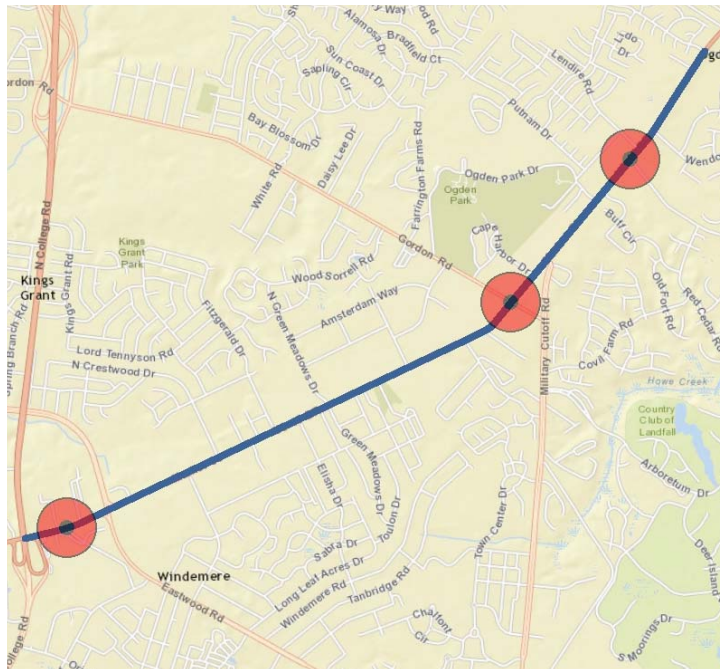 Alamosa Dr
Bradfield Ct
Sun Coast Dr
Sapling Cir
Lendire Rd
Putnam Dr
Gordon Rd
Bay Blossom Dr
Daisy Lee Dr
White Rd
Farrington Farms Rd
Ogden Park Dr
Ogden
Park
Cape Harbor Dr
Buff Cir
N College Rd
Kings
Grant
Park
Kings Grant Rd
Kings
Grant
Gordon Rd
Wood Sorrell Rd
Amsterdam Way
N Green Meadows Dr
Fitzgerald Dr
Old Fort Rd
Red Cedar Rd
Military Cutoff Rd
Covil Farm Rd
Spring Branch Rd
Lord Tennyson Rd
N Crestwood Dr
Howe Creek
Country
Club of
Landfall
Arboretum Dr
Green Meadows Dr
Elisha Dr
Toulon Dr
Sabra Dr
Long Leaf Acres Dr
Windemere Rd
Tanbridge Rd
Town Center Dr
Windemere
Eastwood Rd
Chalfont
Cir
Deer Island
S Moorings Dr
College Rd